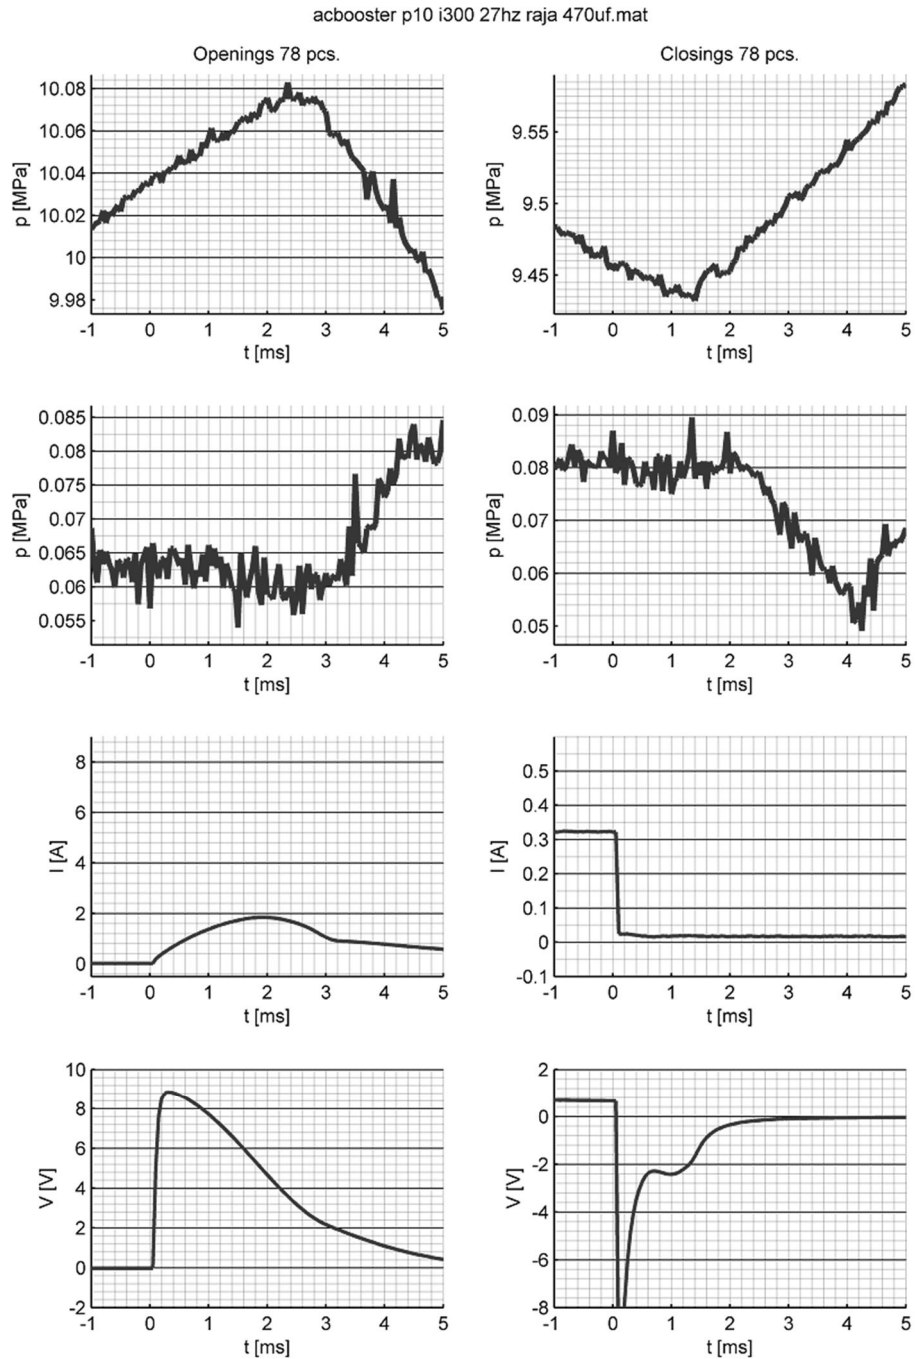 acbooster p10 i300 27hz raja 470uf.mat
Openings 78 pcs.
Closings 78 pcs.
p [MPa]
10.08
10.06
10.04
10.02
10
9.98
-1 0 1 2 3 4 5
t [ms]
p [MPa]
9.55
9.5
9.45
-1 0 1 2 3 4 5
t [ms]
p [MPa]
0.085
0.08
0.075
0.07
0.065
0.06
0.055
-1 0 1 2 3 4 5
t [ms]
p [MPa]
0.09
0.08
0.07
0.06
0.05
-1 0 1 2 3 4 5
t [ms]
I [A]
8
6
4
2
0
-1 0 1 2 3 4 5
t [ms]
I [A]
0.5
0.4
0.3
0.2
0.1
0
-0.1
-1 0 1 2 3 4 5
t [ms]
V [V]
10
8
6
4
2
0
-2
-1 0 1 2 3 4 5
t [ms]
V [V]
2
0
-2
-4
-6
-8
-1 0 1 2 3 4 5
t [ms]